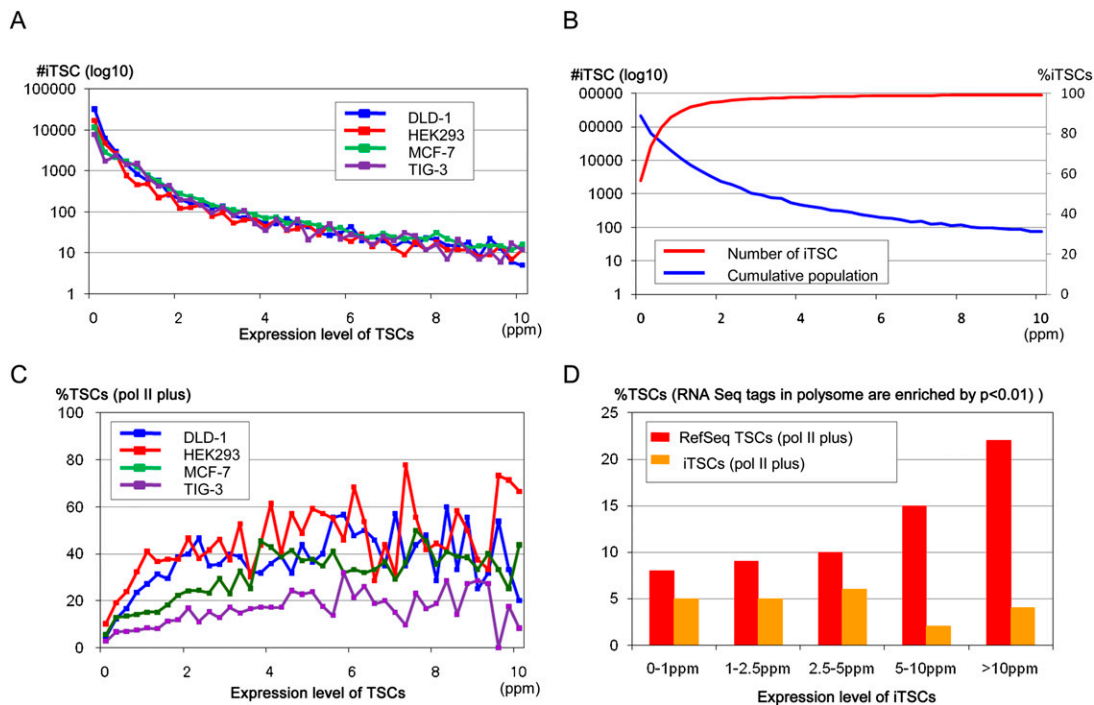 A
#iTSC (log10)
100000
10000
1000
100
10
1
DLD-1
HEK293
MCF-7
TIG-3
0 2 4 6 8 10
Expression level of TSCs
(ppm)
B
#iTSC (log10)
%iTSCs
00000
00000
10000
1000
100
10
1
100
80
60
40
20
0
Number of iTSC
Cumulative population
0 2 4 6 8 10
Expression level of TSCs
(ppm)
C
%TSCs (pol II plus)
100
80
60
40
20
0
DLD-1
HEK293
MCF-7
TIG-3
0 2 4 6 8 10
Expression level of TSCs
(ppm)
D
%TSCs (RNA Seq tags in polysome are enriched by p<0.01) )
25
20
15
10
5
0
RefSeq TSCs (pol II plus)
iTSCs (pol II plus)
0-1ppm 1-2.5ppm 2.5-5ppm 5-10ppm >10ppm
Expression level of iTSCs